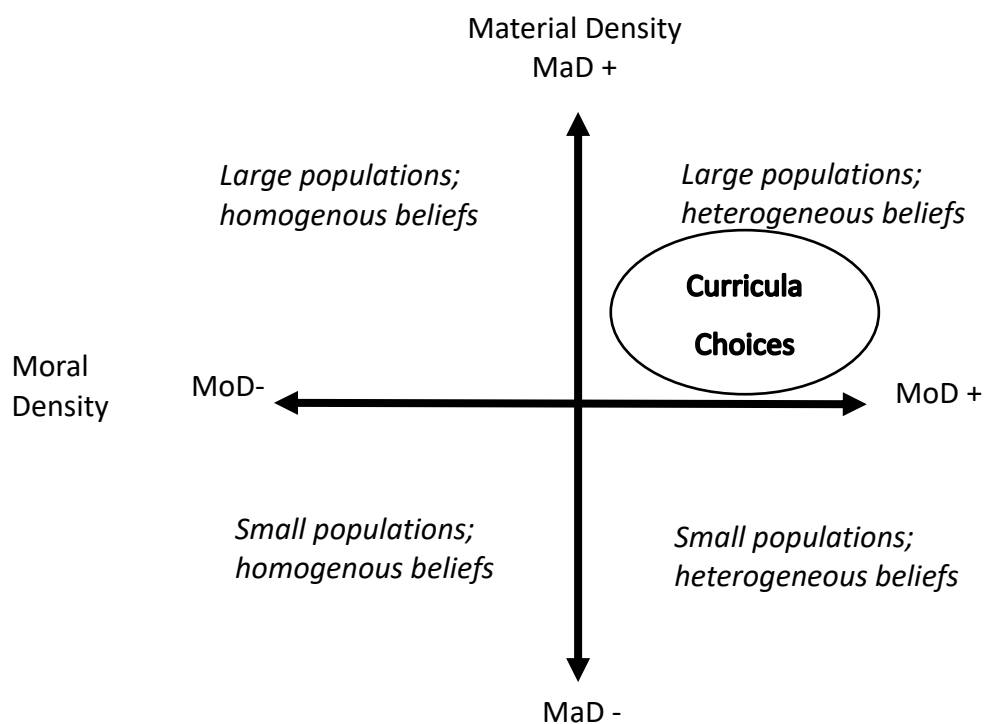 Material Density
MaD +
Large populations;
homogenous beliefs
Large populations;
heterogeneous beliefs
Curricula
Choices
Moral
Density
MoD-
MoD +
Small populations;
homogenous beliefs
Small populations;
heterogeneous beliefs
MaD -